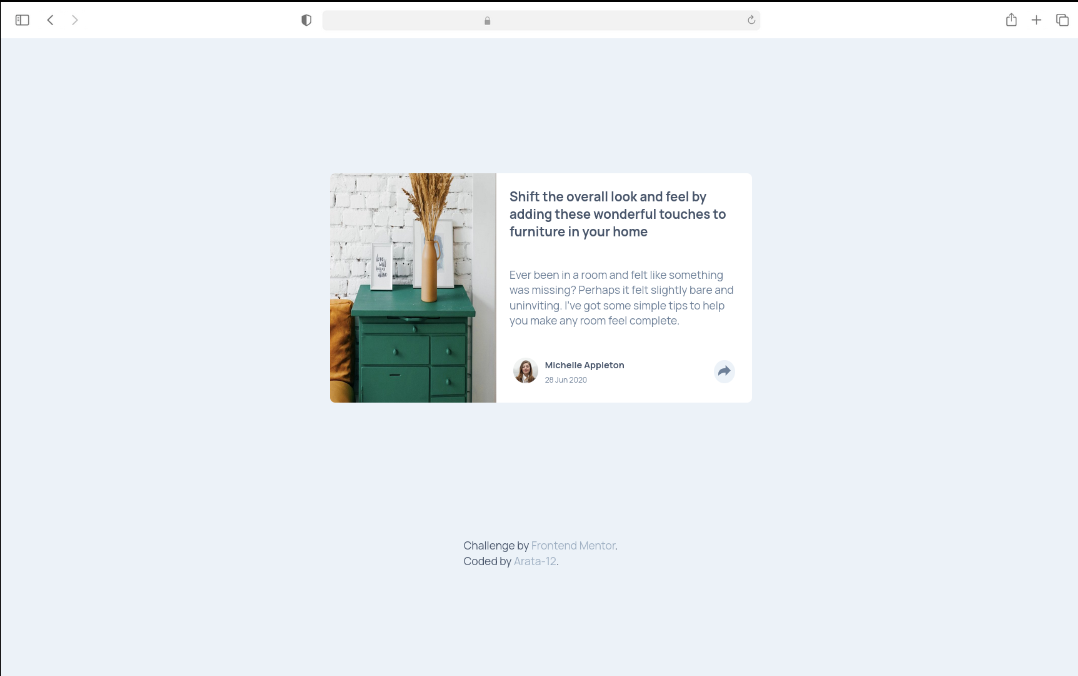 Shift the overall look and feel by
adding these wonderful touches to
furniture in your home
Ever been in a room and felt like something
was missing? Perhaps it felt slightly bare and
uninviting. I've got some simple tips to help
you make any room feel complete.
Michelle Appleton
28 Jun 2020
Challenge by Frontend Mentor.
Coded by Arata-12.